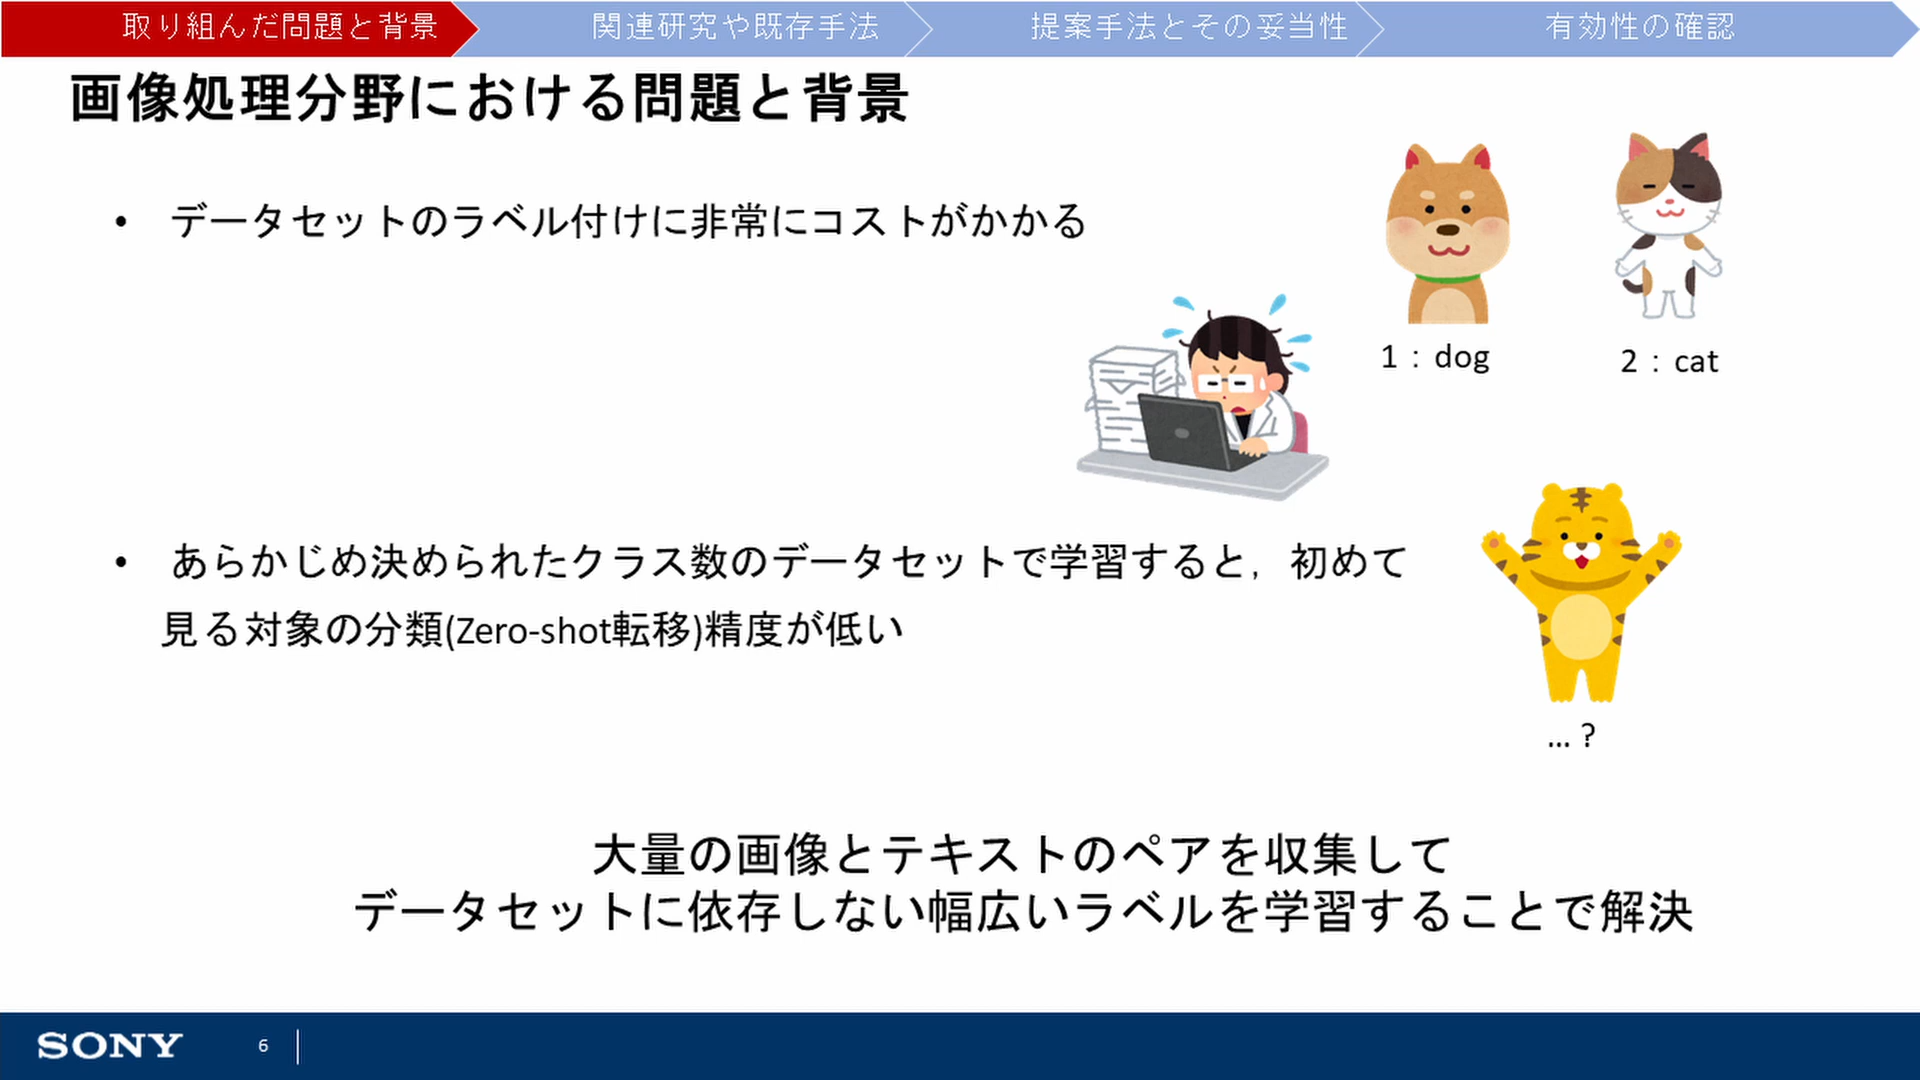 取り組んだ問題と背景
関連研究や既存手法
提案手法とその妥当性
有効性の確認
画像処理分野における問題と背景
• データセットのラベル付けに非常にコストがかかる
1：dog
2：cat
• あらかじめ決められたクラス数のデータセットで学習すると，初めて
見る対象の分類(Zero-shot転移)精度が低い
... ?
大量の画像とテキストのペアを収集して
データセットに依存しない幅広いラベルを学習することで解決
SONY
6